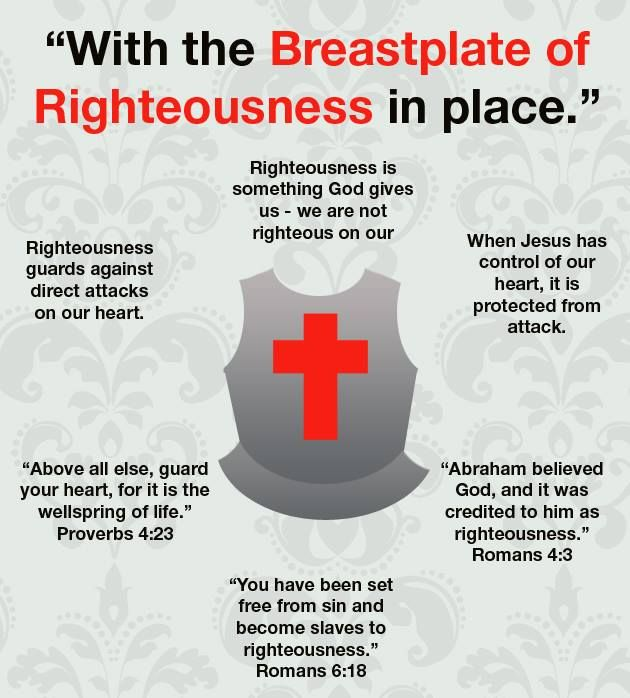 “With the Breastplate of
Righteousness in place.”
Righteousness is
something God gives
us - we are not
righteous on our
Righteousness
guards against
direct attacks
on our heart.
When Jesus has
control of our
heart, it is
protected from
attack.
“Above all else, guard
your heart, for it is the
wellspring of life.”
Proverbs 4:23
“Abraham believed
God, and it was
credited to him as
righteousness.”
Romans 4:3
“You have been set
free from sin and
become slaves to
righteousness.”
Romans 6:18